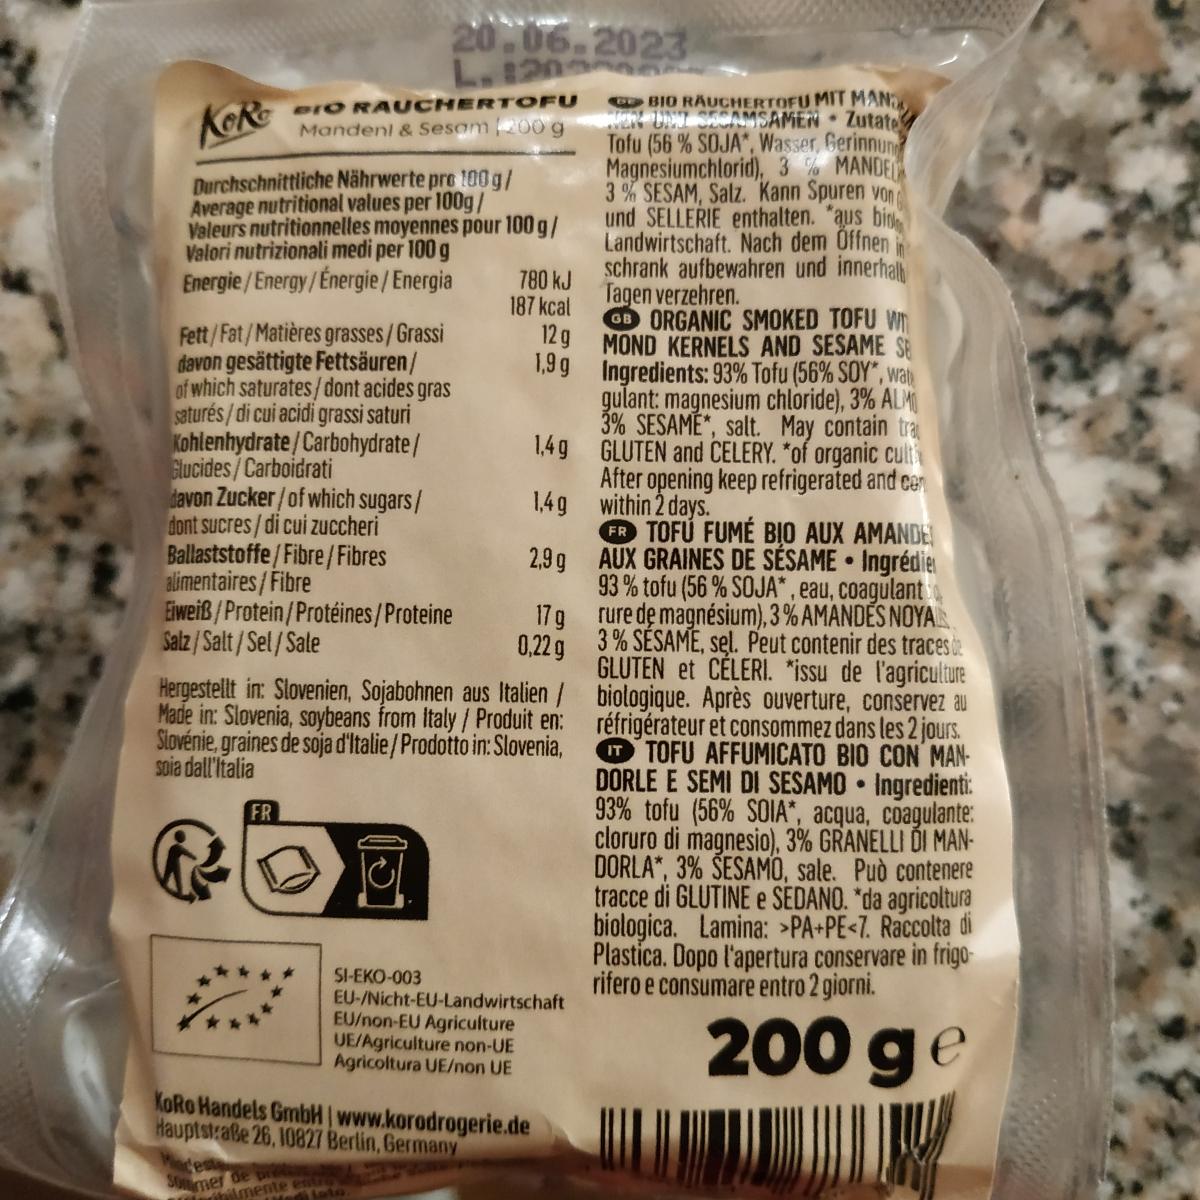 20.06.2023
KoRo
BIO RÄUCHERTOFU
Mandenl & Sesam | 200 g
Durchschnittliche Nährwerte pro 100 g /
Average nutritional values per 100g /
Valeurs nutritionnelles moyennes pour 100 g /
Valori nutrizionali medi per 100 g
Energie / Energy / Énergie / Energia 780 kJ
187 kcal
Fett / Fat / Matières grasses / Grassi 12 g
davon gesättigte Fettsäuren / 1,9 g
of which saturates / dont acides gras
saturés / di cui acidi grassi saturi
Kohlenhydrate / Carbohydrate / 1,4 g
Glucides / Carboidrati
davon Zucker / of which sugars / 1,4 g
dont sucres / di cui zuccheri
Ballaststoffe / Fibre / Fibres 2,9 g
alimentaires / Fibre
Eiweiß / Protein / Protéines / Proteine 17 g
Salz / Salt / Sel / Sale 0,22 g
Hergestellt in: Slovenien, Sojabohnen aus Italien /
Made in: Slovenia, soybeans from Italy / Produit en:
Slovénie, graines de soja d'Italie / Prodotto in: Slovenia,
soia dall'Italia
FR
SI-EKO-003
EU-/Nicht-EU-Landwirtschaft
EU/non-EU Agriculture
UE/Agriculture non-UE
Agricoltura UE/non UE
KoRo Handels GmbH | www.korodrogerie.de
Hauptstraße 26, 10827 Berlin, Germany
BIO RÄUCHERTOFU MIT
UND SESAMSAMEN •
Tofu (56 % SOJA*, Wasser,
Magnesiumchlorid), 3 %
3 % SESAM, Salz. Kann Spuren von
und SELLERIE enthalten. *aus
Landwirtschaft. Nach dem Öffnen
schrank aufbewahren und innerhalb
Tagen verzehren.
GB ORGANIC SMOKED TOFU
MOND KERNELS AND SESAME
Ingredients: 93% Tofu (56% SOY*,
gulant: magnesium chloride), 3%
3% SESAME*, salt. May contain
GLUTEN and CELERY. *of organic
After opening keep refrigerated and
within 2 days.
FR TOFU FUMÉ BIO AUX
AUX GRAINES DE SÉSAME •
93 % tofu (56 % SOJA*, eau, coagulant
rure de magnésium), 3 % AMANDES
3 % SÉSAME, sel. Peut contenir des traces
GLUTEN et CÉLERI. *issu de l'agriculture
biologique. Après ouverture, conservez au
réfrigérateur et consommez dans les 2 jours.
IT TOFU AFFUMICATO BIO CON MAN-
DORLE E SEMI DI SESAMO • Ingredienti:
93% tofu (56% SOIA*, acqua, coagulante:
cloruro di magnesio), 3% GRANELLI DI MAN-
DORLA*, 3% SESAMO, sale. Può contenere
tracce di GLUTINE e SEDANO. *da agricoltura
biologica. Lamina: >PA+PE<7. Raccolta di
Plastica. Dopo l'apertura conservare in frigo-
rifero e consumare entro 2 giorni.
200 g e